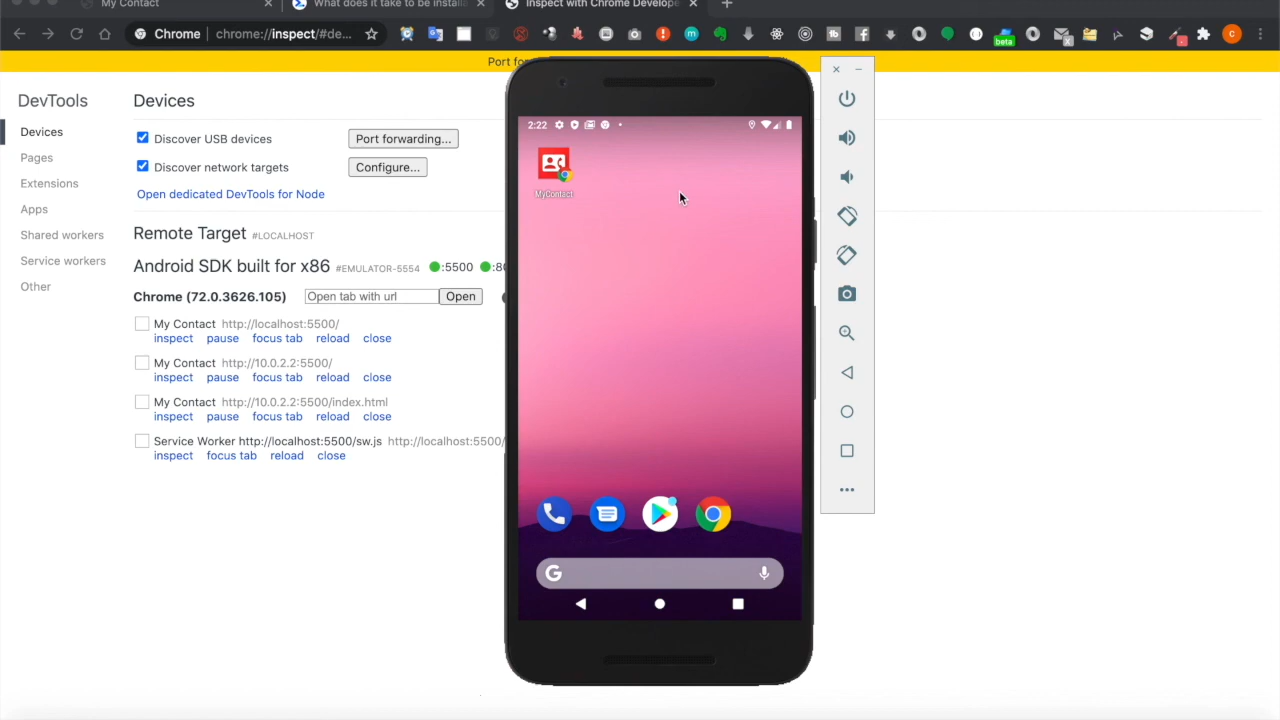 My Contact
What does it take to be installa
Inspect with Chrome Develope
Chrome
chrome://inspect/#de...
beta
C
Port fo
DevTools
Devices
Pages
Extensions
Apps
Shared workers
Service workers
Other
Devices
Discover USB devices
Port forwarding...
Discover network targets
Configure...
Open dedicated DevTools for Node
Remote Target #LOCALHOST
Android SDK built for x86 #EMULATOR-5554 :5500 :80
Chrome (72.0.3626.105) Open tab with url Open
My Contact http://localhost:5500/
inspect pause focus tab reload close
My Contact http://10.0.2.2:5500/
inspect pause focus tab reload close
My Contact http://10.0.2.2:5500/index.html
inspect pause focus tab reload close
Service Worker http://localhost:5500/sw.js http://localhost:5500/
inspect focus tab reload close
2:22
MyContact
G